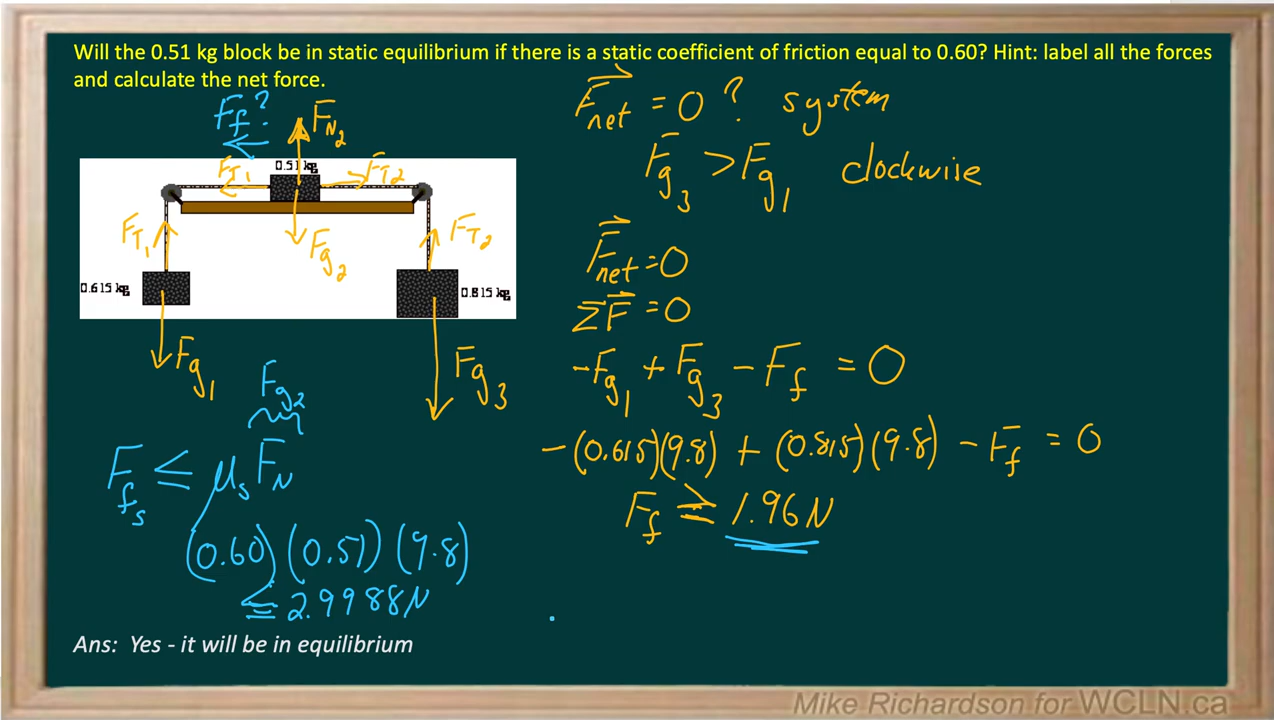 Will the 0.51 kg block be in static equilibrium if there is a static coefficient of friction equal to 0.60? Hint: label all the forces
and calculate the net force.
Fnet = 0 ? system
Ff?
FN2
0.51 kg
FT1
FT2
Fg3 > Fg1 clockwise
FT1
Fg2
FT2
Fnet = 0
0.615 kg
0.815 kg
ΣF = 0
Fg1
Fg3
-Fg1 + Fg3 - Ff = 0
Fg2
Ffs ≤ μs FN
-(0.615)(9.8) + (0.815)(9.8) - Ff = 0
Ff ≥ 1.96N
(0.60)(0.51)(9.8)
≤ 2.9988N
Ans: Yes - it will be in equilibrium
Mike Richardson for WCLN.ca